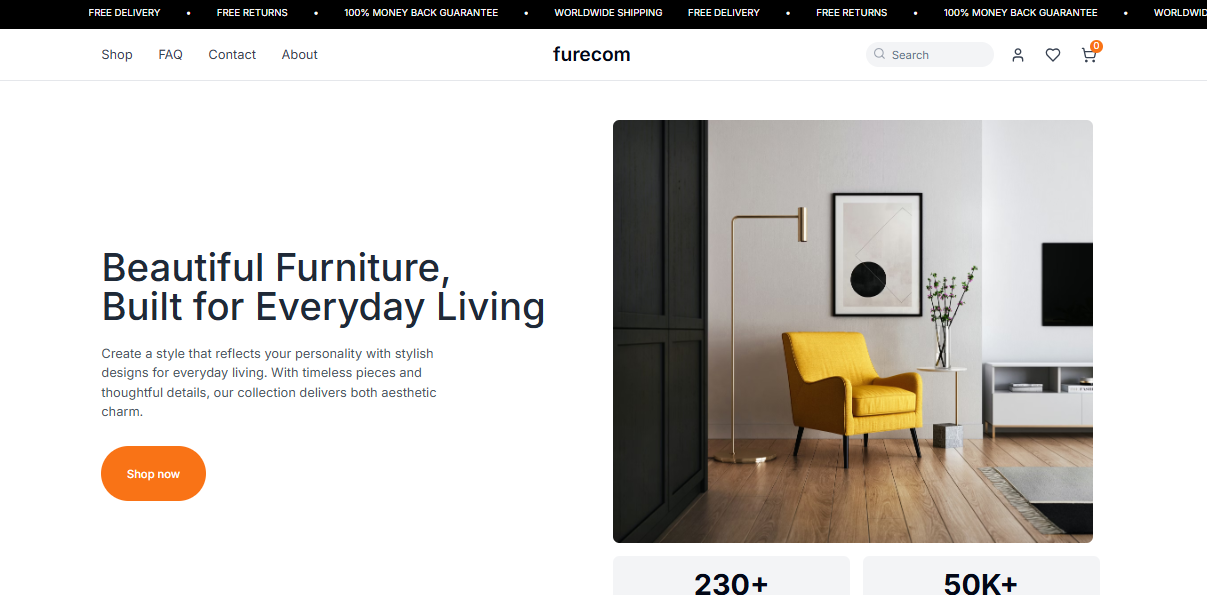 FREE DELIVERY • FREE RETURNS • 100% MONEY BACK GUARANTEE • WORLDWIDE SHIPPING FREE DELIVERY • FREE RETURNS • 100% MONEY BACK GUARANTEE • WORLDWID
Shop FAQ Contact About furecom Search 0
Beautiful Furniture,
Built for Everyday Living
Create a style that reflects your personality with stylish
designs for everyday living. With timeless pieces and
thoughtful details, our collection delivers both aesthetic
charm.
Shop now
230+ 50K+